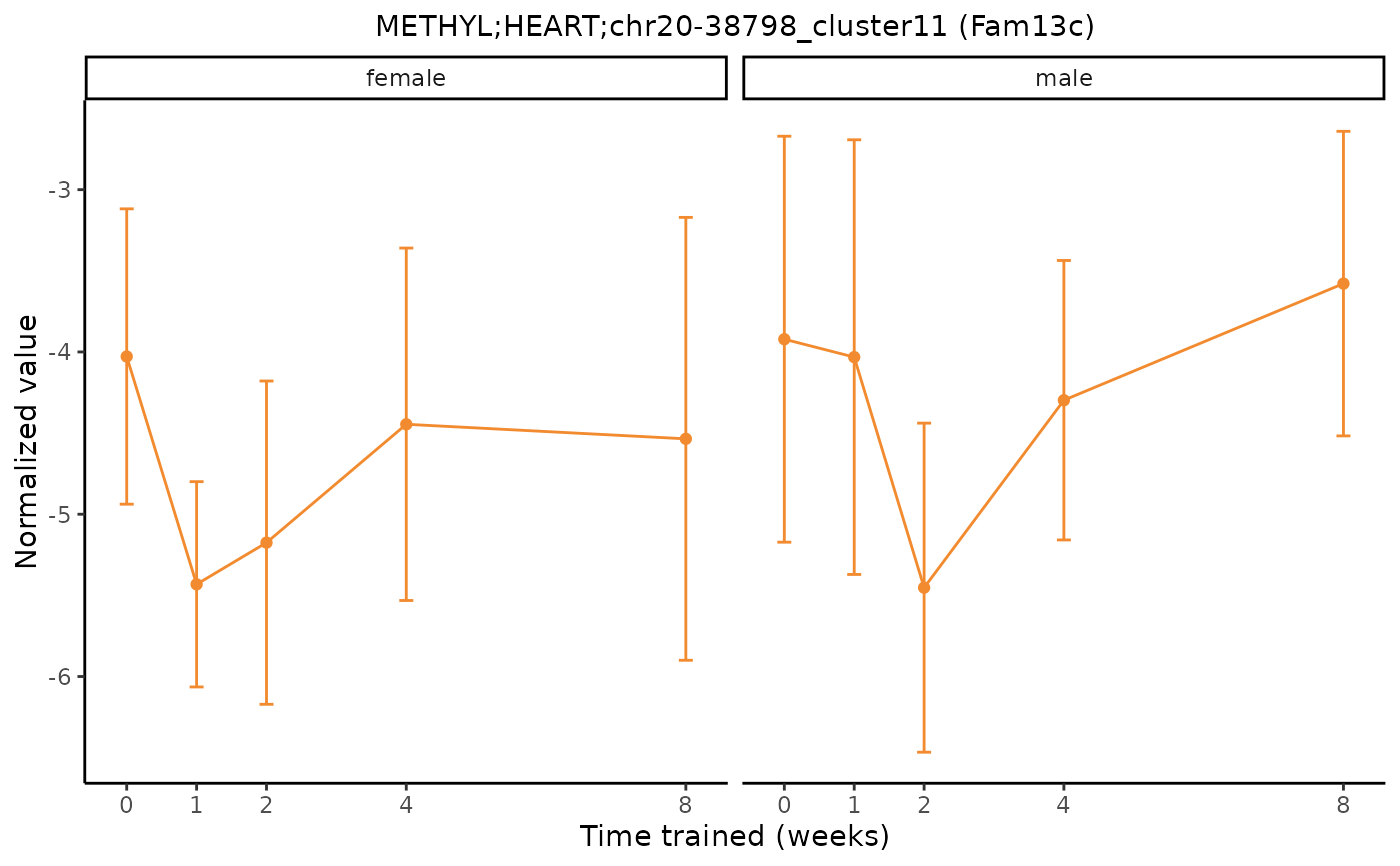 METHYL;HEART;chr20-38798_cluster11 (Fam13c)
female male
Normalized value
-3
-4
-5
-6
0 1 2 4 8 0 1 2 4 8
Time trained (weeks)